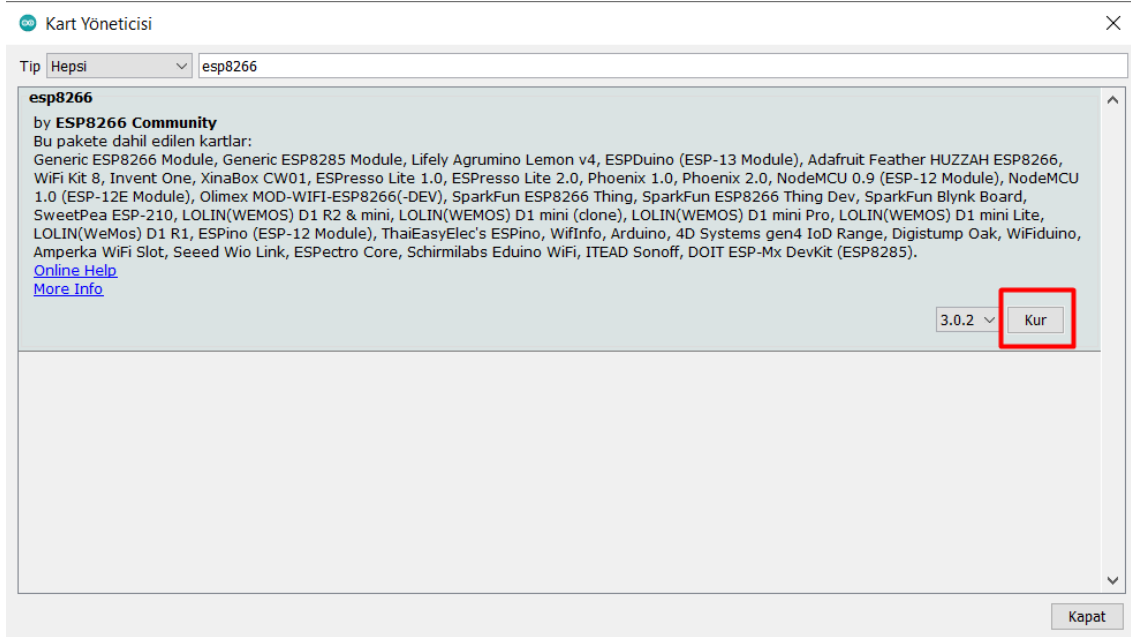 Kart Yöneticisi
Tip Hepsi esp8266
esp8266
by ESP8266 Community
Bu pakete dahil edilen kartlar:
Generic ESP8266 Module, Generic ESP8285 Module, Lifely Agrumino Lemon v4, ESPDuino (ESP-13 Module), Adafruit Feather HUZZAH ESP8266,
WiFi Kit 8, Invent One, XinaBox CW01, ESPresso Lite 1.0, ESPresso Lite 2.0, Phoenix 1.0, Phoenix 2.0, NodeMCU 0.9 (ESP-12 Module), NodeMCU
1.0 (ESP-12E Module), Olimex MOD-WIFI-ESP8266(-DEV), SparkFun ESP8266 Thing, SparkFun ESP8266 Thing Dev, SparkFun Blynk Board,
SweetPea ESP-210, LOLIN(WEMOS) D1 R2 & mini, LOLIN(WEMOS) D1 mini (clone), LOLIN(WEMOS) D1 mini Pro, LOLIN(WEMOS) D1 mini Lite,
LOLIN(WeMos) D1 R1, ESPino (ESP-12 Module), ThaiEasyElec's ESPino, WifInfo, Arduino, 4D Systems gen4 IoD Range, Digistump Oak, WiFiduino,
Amperka WiFi Slot, Seeed Wio Link, ESPectro Core, Schirmilabs Eduino WiFi, ITEAD Sonoff, DOIT ESP-Mx DevKit (ESP8285).
Online Help
More Info
3.0.2 Kur
Kapat